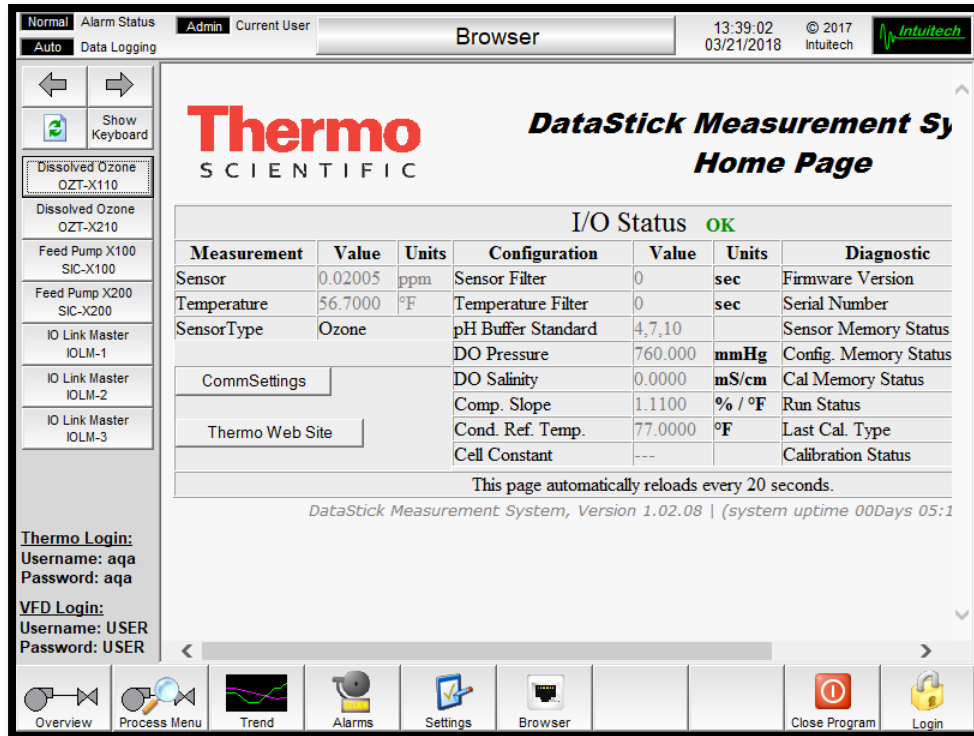 Normal Alarm Status Admin Current User Browser 13:39:02 © 2017 Intuitech
Auto Data Logging 03/21/2018 Intuitech
Show
Keyboard
Dissolved Ozone
OZT-X110
Dissolved Ozone
OZT-X210
Feed Pump X100
SIC-X100
Feed Pump X200
SIC-X200
IO Link Master
IOLM-1
IO Link Master
IOLM-2
IO Link Master
IOLM-3
Thermo Login:
Username: aqa
Password: aqa
VFD Login:
Username: USER
Password: USER
Thermo
SCIENTIFIC
DataStick Measurement Sy
Home Page
I/O Status OK
Measurement Value Units Configuration Value Units Diagnostic
Sensor 0.02005 ppm Sensor Filter 0 sec Firmware Version
Temperature 56.7000 °F Temperature Filter 0 sec Serial Number
SensorType Ozone pH Buffer Standard 4,7,10 Sensor Memory Status
DO Pressure 760.000 mmHg Config. Memory Status
CommSettings DO Salinity 0.0000 mS/cm Cal Memory Status
Comp. Slope 1.1100 % / °F Run Status
Thermo Web Site Cond. Ref. Temp. 77.0000 °F Last Cal. Type
Cell Constant --- Calibration Status
This page automatically reloads every 20 seconds.
DataStick Measurement System, Version 1.02.08 | (system uptime 00Days 05:1
Overview Process Menu Trend Alarms Settings Browser Close Program Login